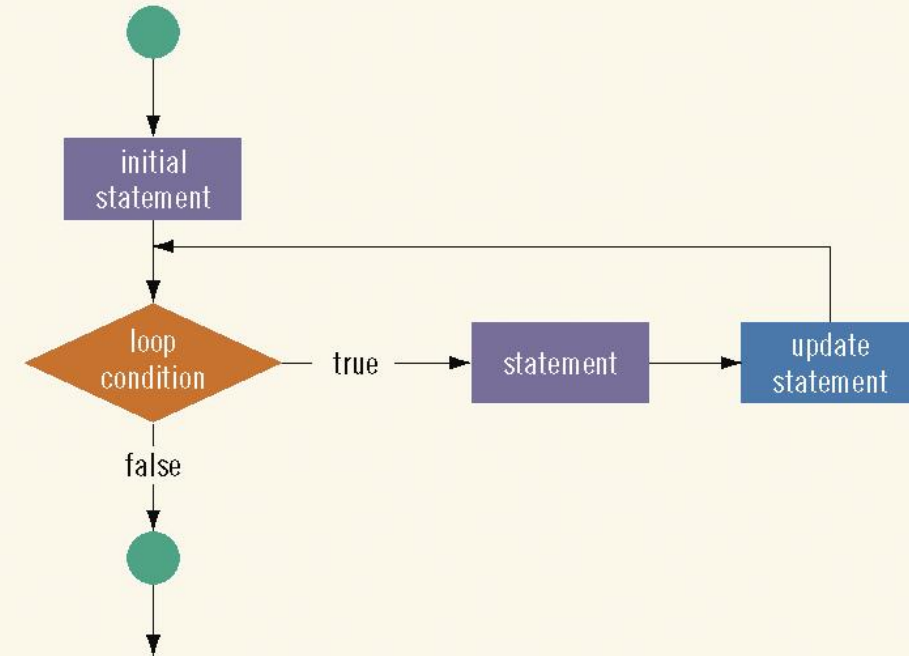 initial
statement
loop
condition
true
statement
update
statement
false